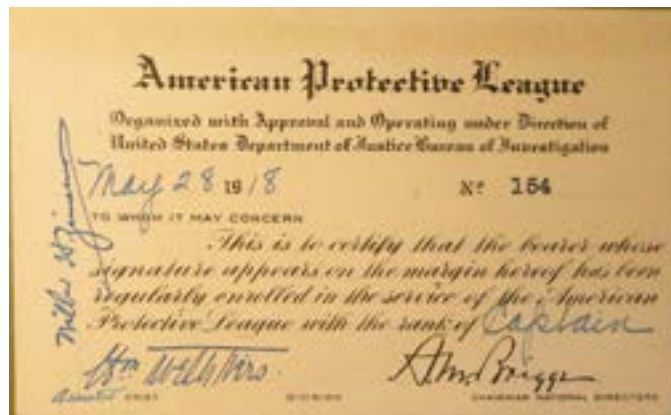 American Protective League
Organized with Approval and Operating under Direction of
United States Department of Justice Bureau of Investigation
May 28 1918 No 154
TO WHOM IT MAY CONCERN
This is to certify that the bearer whose
signature appears on the margin hereof has been
regularly enrolled in the service of the American
Protective League with the rank of Captain
A. M. Briggs
Assistant CHIEF DIVISION CHAIRMAN NATIONAL DIRECTORS